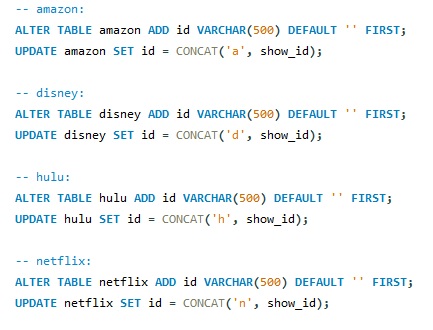 -- amazon:
ALTER TABLE amazon ADD id VARCHAR(500) DEFAULT '' FIRST;
UPDATE amazon SET id = CONCAT('a', show_id);
-- disney:
ALTER TABLE disney ADD id VARCHAR(500) DEFAULT '' FIRST;
UPDATE disney SET id = CONCAT('d', show_id);
-- hulu:
ALTER TABLE hulu ADD id VARCHAR(500) DEFAULT '' FIRST;
UPDATE hulu SET id = CONCAT('h', show_id);
-- netflix:
ALTER TABLE netflix ADD id VARCHAR(500) DEFAULT '' FIRST;
UPDATE netflix SET id = CONCAT('n', show_id);